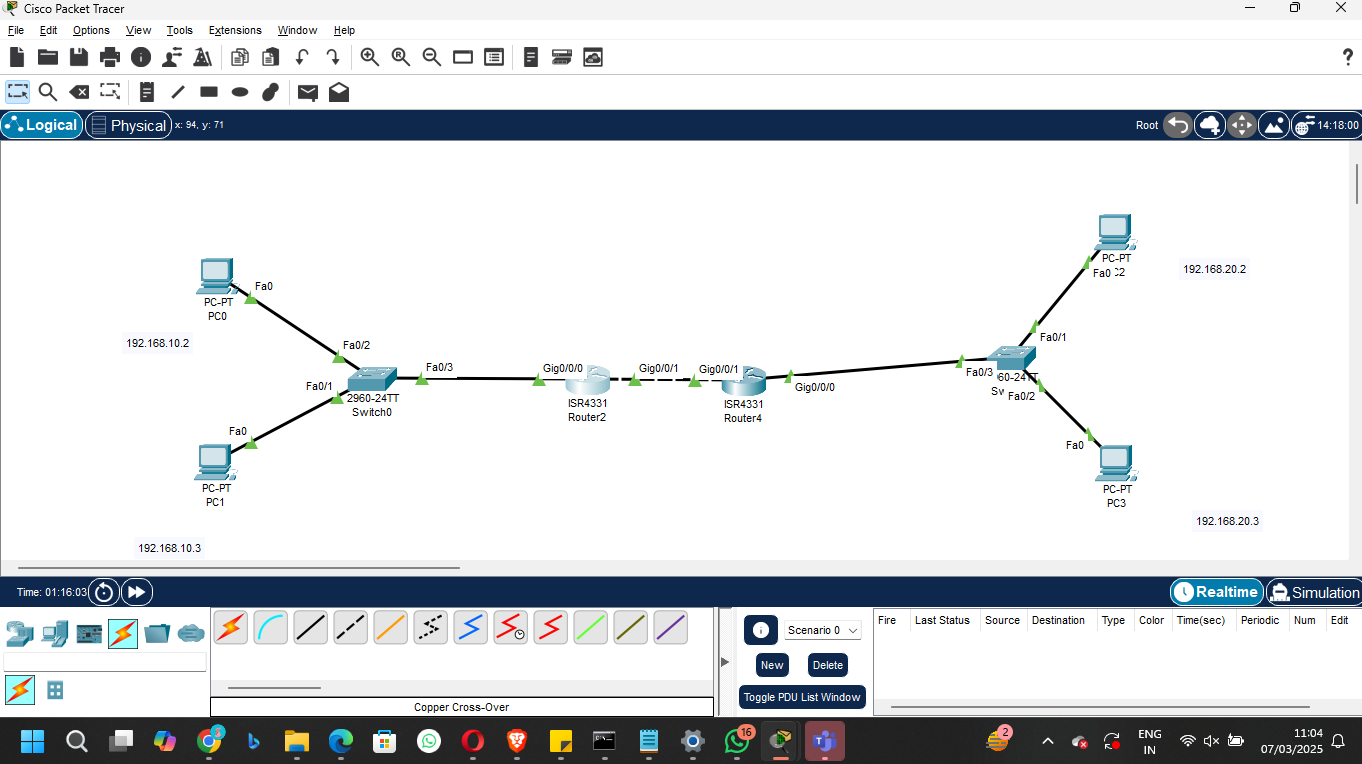 Cisco Packet Tracer
File Edit Options View Tools Extensions Window Help
Logical Physical x: 94, y: 71 Root 14:18:00
PC-PT
PC0
Fa0
192.168.10.2
Fa0/2
Fa0/1
Fa0/3
2960-24TT
Switch0
Fa0
PC-PT
PC1
192.168.10.3
Gig0/0/0
Gig0/0/1
ISR4331
Router2
Gig0/0/1
Gig0/0/0
ISR4331
Router4
PC-PT
Fa0
192.168.20.2
Fa0/1
Fa0/3
Fa0/2
Fa0
PC-PT
PC3
192.168.20.3
Time: 01:16:03 Realtime Simulation
Scenario 0
New Delete
Toggle PDU List Window
Fire Last Status Source Destination Type Color Time(sec) Periodic Num Edit
Copper Cross-Over
16
2
ENG
IN
11:04
07/03/2025